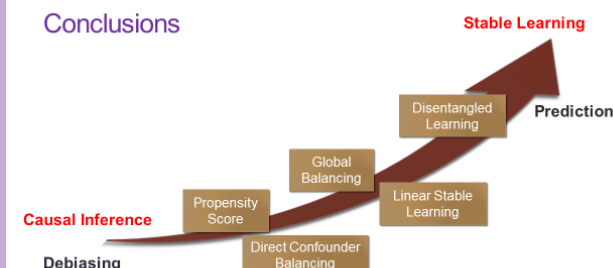 Conclusions
Stable Learning
Disentangled
Learning
Prediction
Global
Balancing
Linear Stable
Learning
Propensity
Score
Causal Inference
Direct Confounder
Balancing
Debiasing